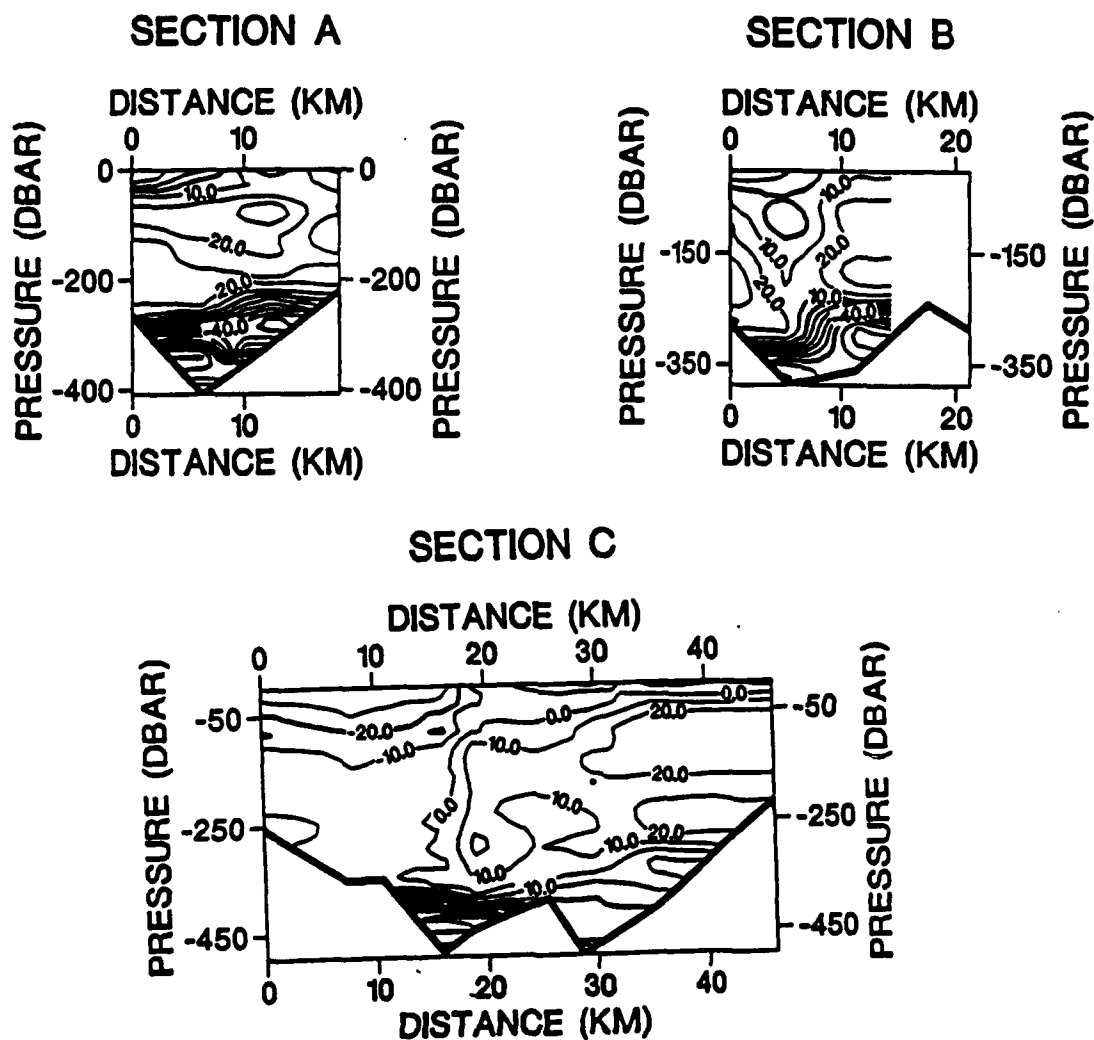 SECTION A
DISTANCE (KM)
0 10
PRESSURE (DBAR)
0
-200
-400
10.0
20.0
20.0
-40.0
0
-200
-400
PRESSURE (DBAR)
0 10
DISTANCE (KM)
SECTION B
DISTANCE (KM)
0 10 20
PRESSURE (DBAR)
-150
-350
10.0
10.0
20.0
20.0
10.0
40.0
-150
-350
PRESSURE (DBAR)
0 10 20
DISTANCE (KM)
SECTION C
DISTANCE (KM)
0 10 20 30 40
PRESSURE (DBAR)
-50
-250
-450
-20.0
-10.0
0.0
0.0
10.0
0.0
20.0
20.0
10.0
10.0
10.0
20.0
10.0
-50
-250
-450
PRESSURE (DBAR)
0 10 20 30 40
DISTANCE (KM)